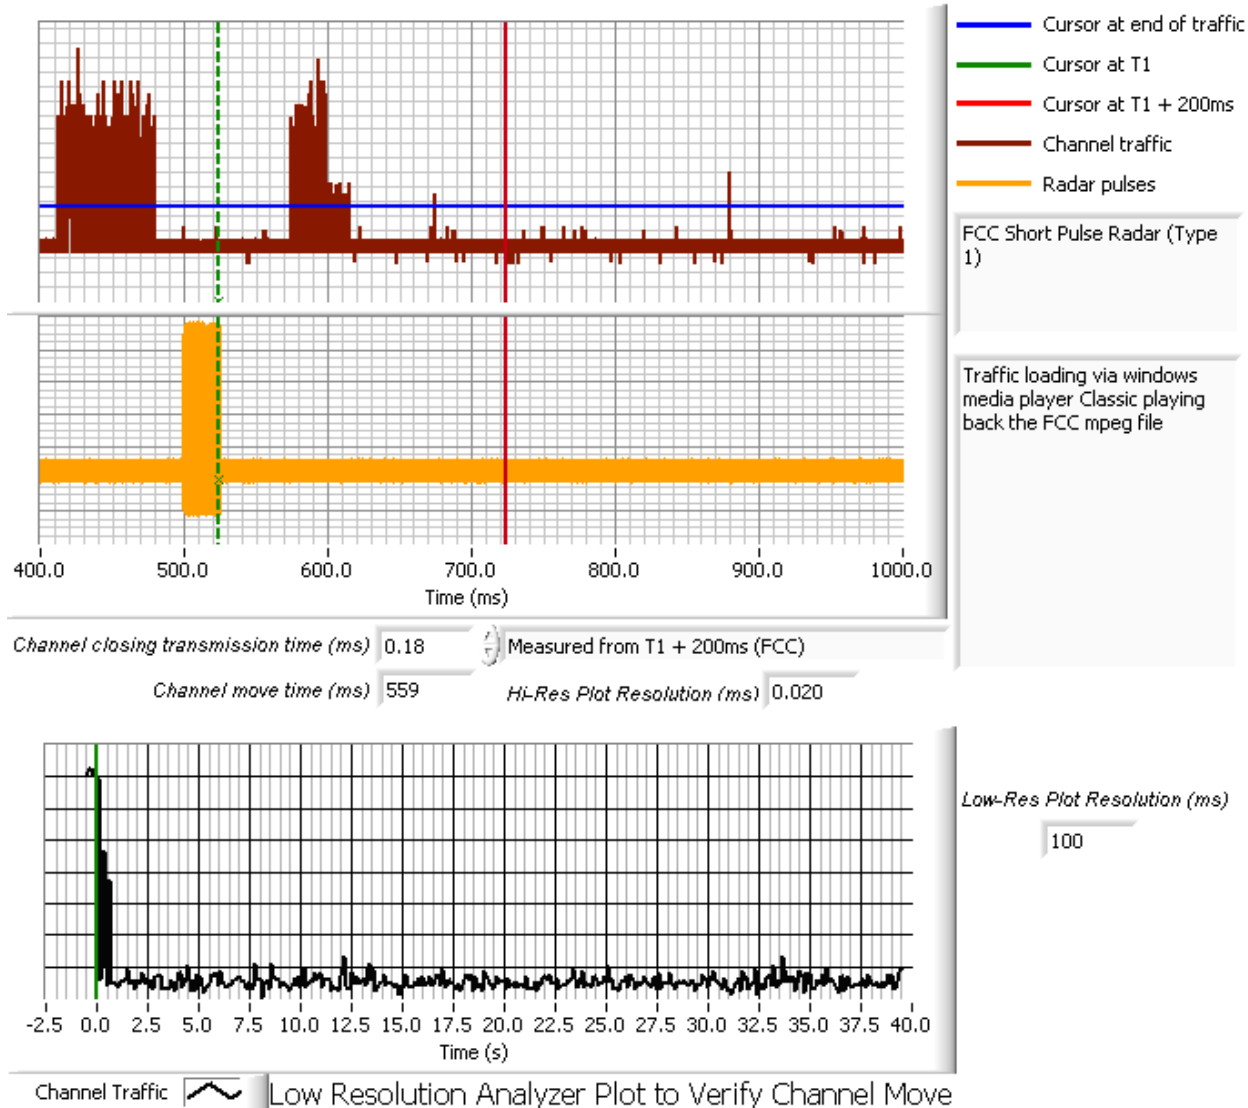 Cursor at end of traffic
Cursor at T1
Cursor at T1 + 200ms
Channel traffic
Radar pulses
FCC Short Pulse Radar (Type
1)
Traffic loading via windows
media player Classic playing
back the FCC mpeg file
400.0 500.0 600.0 700.0 800.0 900.0 1000.0
Time (ms)
Channel closing transmission time (ms) 0.18 Measured from T1 + 200ms (FCC)
Channel move time (ms) 559 Hi-Res Plot Resolution (ms) 0.020
Low-Res Plot Resolution (ms)
100
-2.5 0.0 2.5 5.0 7.5 10.0 12.5 15.0 17.5 20.0 22.5 25.0 27.5 30.0 32.5 35.0 37.5 40.0
Time (s)
Channel Traffic Low Resolution Analyzer Plot to Verify Channel Move